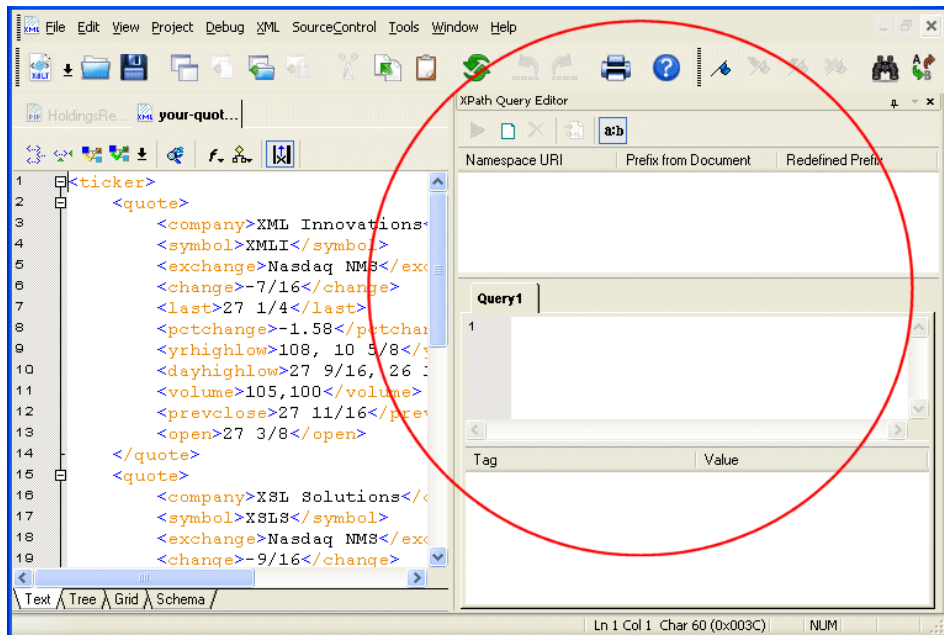 File Edit View Project Debug XML SourceControl Tools Window Help
HoldingsRe... your-quot...
XPath Query Editor
a:b
Namespace URI Prefix from Document Redefined Prefix
1 <ticker>
2 <quote>
3 <company>XML Innovations<
4 <symbol>XMLI</symbol>
5 <exchange>Nasdaq NMS</exc
6 <change>-7/16</change>
7 <last>27 1/4</last>
8 <pctchange>-1.58</pctchan
9 <yrhighlow>108, 10 5/8</y
10 <dayhighlow>27 9/16, 26
11 <volume>105,100</volume>
12 <prevclose>27 11/16</prev
13 <open>27 3/8</open>
14 </quote>
15 <quote>
16 <company>XSL Solutions</
17 <symbol>XSLS</symbol>
18 <exchange>Nasdaq NMS</exc
19 <change>-9/16</change>
Query1
1
Tag Value
Text Tree Grid Schema
Ln 1 Col 1 Char 60 (0x003C) NUM